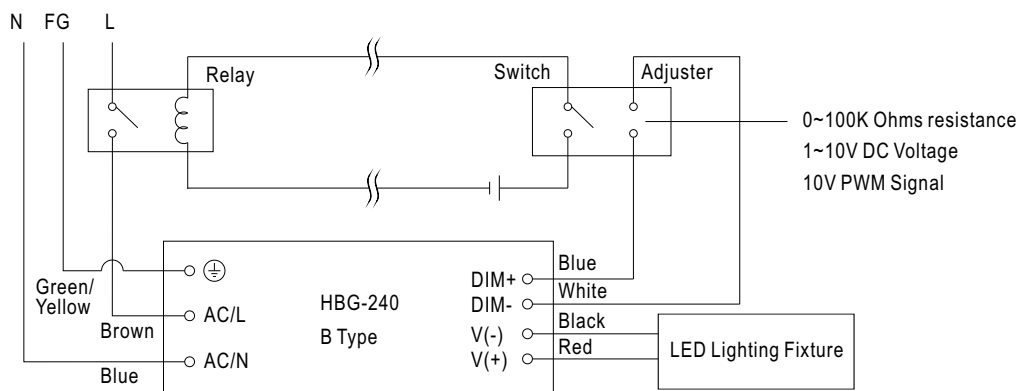 N FG L
Relay
Switch
Adjuster
0~100K Ohms resistance
1~10V DC Voltage
10V PWM Signal
Green/
Yellow
Brown
Blue
AC/L
AC/N
HBG-240
B Type
DIM+
DIM-
V(-)
V(+)
Blue
White
Black
Red
LED Lighting Fixture